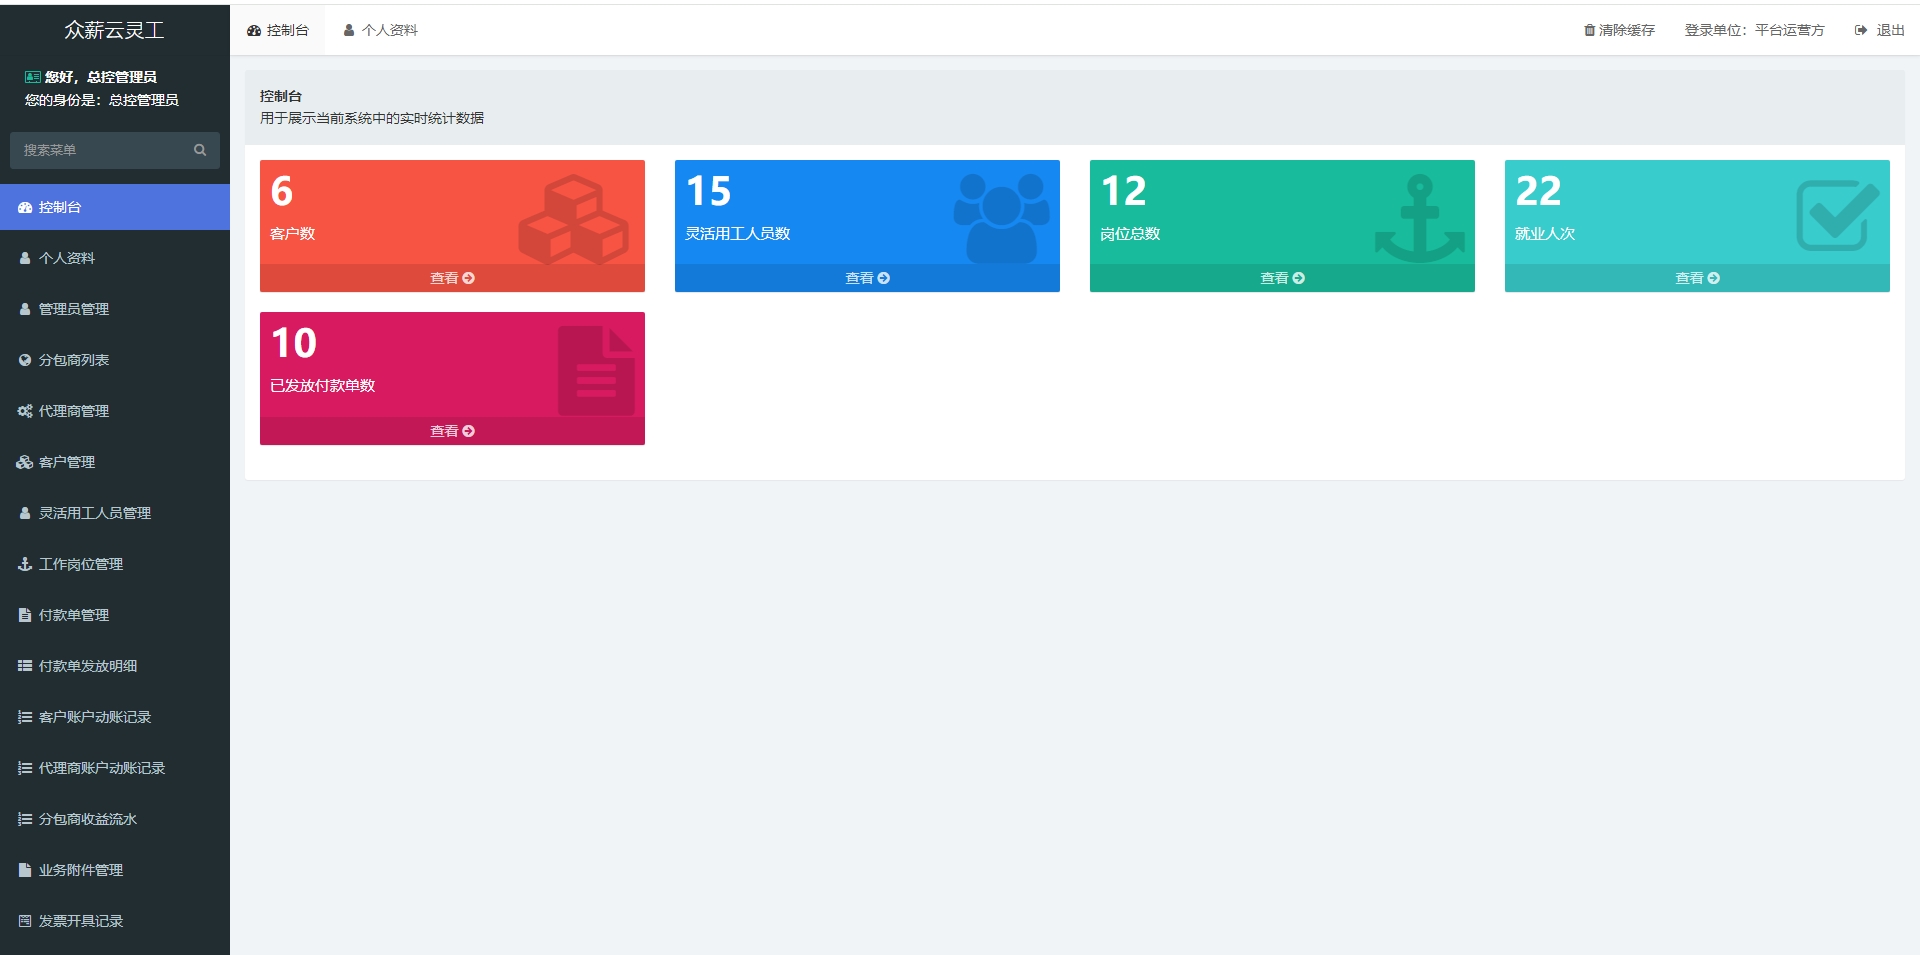 众薪云灵工
您好，总控管理员
您的身份是：总控管理员
搜索菜单
控制台
个人资料
管理员管理
分包商列表
代理商管理
客户管理
灵活用工人员管理
工作岗位管理
付款单管理
付款单发放明细
客户账户动账记录
代理商账户动账记录
分包商收益流水
业务附件管理
发票开具记录
控制台 个人资料 清除缓存 登录单位：平台运营方 退出
控制台
用于展示当前系统中的实时统计数据
6
客户数
查看
15
灵活用工人员数
查看
12
岗位总数
查看
22
就业人次
查看
10
已发放付款单数
查看